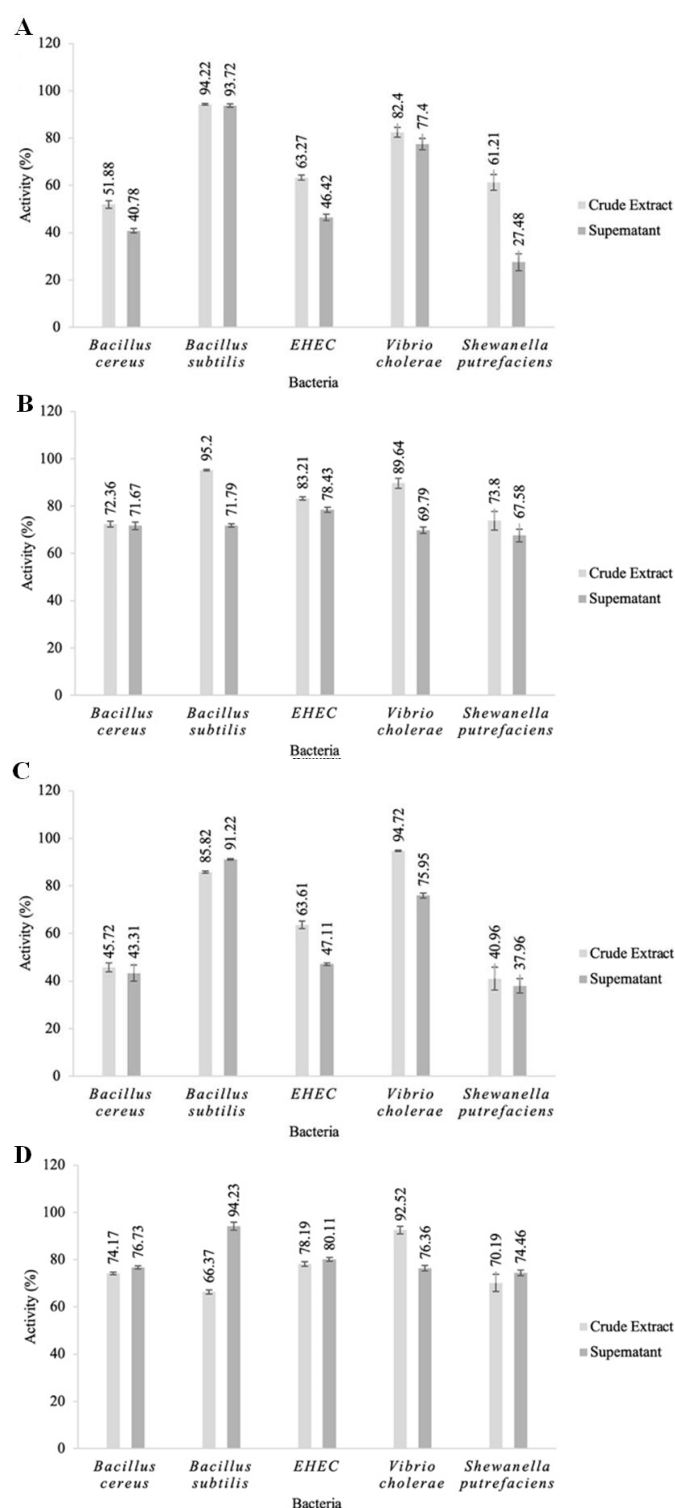 A
120
100
80
60
40
20
0
Activity (%)
51.88
40.78
94.22
93.72
63.27
46.42
82.4
77.4
61.21
27.48
Crude Extract
Supernatant
Bacillus Bacillus EHEC Vibrio Shewanella
cereus subtilis cholerae putrefaciens
Bacteria
B
120
100
80
60
40
20
0
Activity (%)
72.36
71.67
95.2
71.79
83.21
78.43
89.64
69.79
73.8
67.58
Crude Extract
Supernatant
Bacillus Bacillus EHEC Vibrio Shewanella
cereus subtilis cholerae putrefaciens
Bacteria
C
120
100
80
60
40
20
0
Activity (%)
45.72
43.31
85.82
91.22
63.61
47.11
94.72
75.95
40.96
37.96
Crude Extract
Supernatant
Bacillus Bacillus EHEC Vibrio Shewanella
cereus subtilis cholerae putrefaciens
Bacteria
D
120
100
80
60
40
20
0
Activity (%)
74.17
76.73
66.37
94.23
78.19
80.11
92.52
76.36
70.19
74.46
Crude Extract
Supernatant
Bacillus Bacillus EHEC Vibrio Shewanella
cereus subtilis cholerae putrefaciens
Bacteria